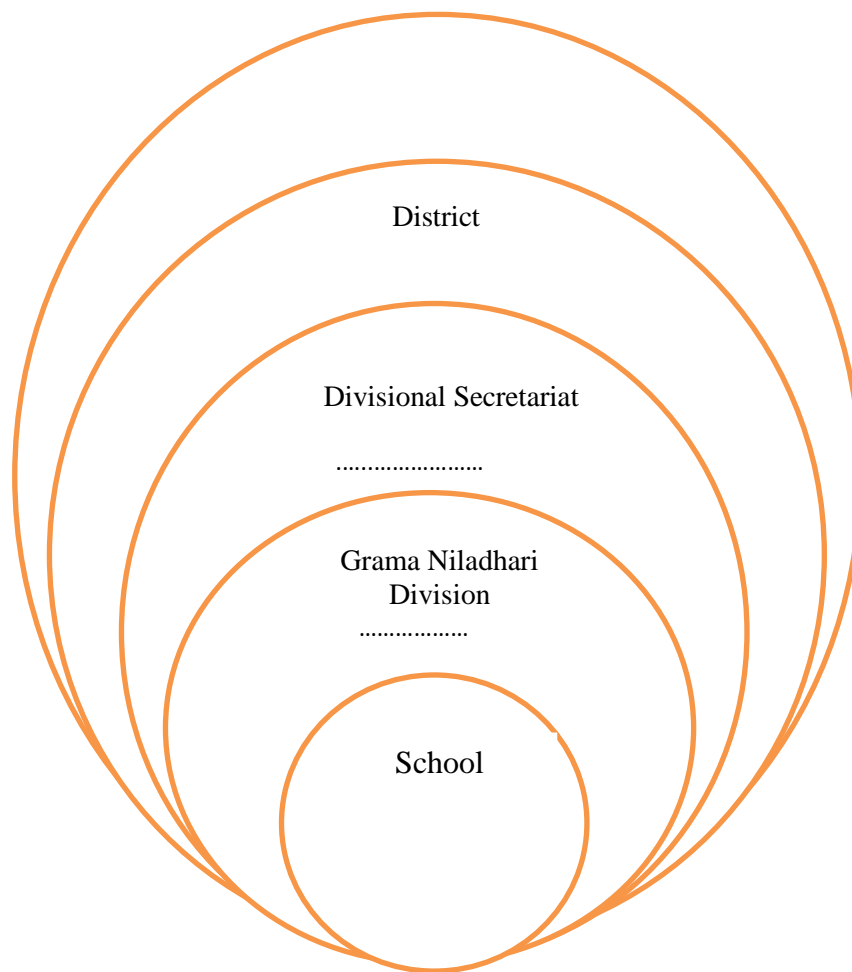 District
Divisional Secretariat
........................
Grama Niladhari
Division
..................
School